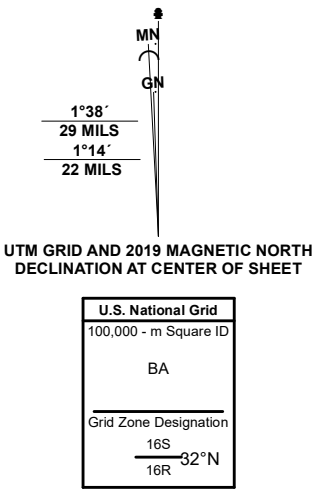 MN
GN
1°38´
29 MILS
1°14´
22 MILS
UTM GRID AND 2019 MAGNETIC NORTH
DECLINATION AT CENTER OF SHEET
U.S. National Grid
100,000 - m Square ID
BA
Grid Zone Designation
16S
32°N
16R